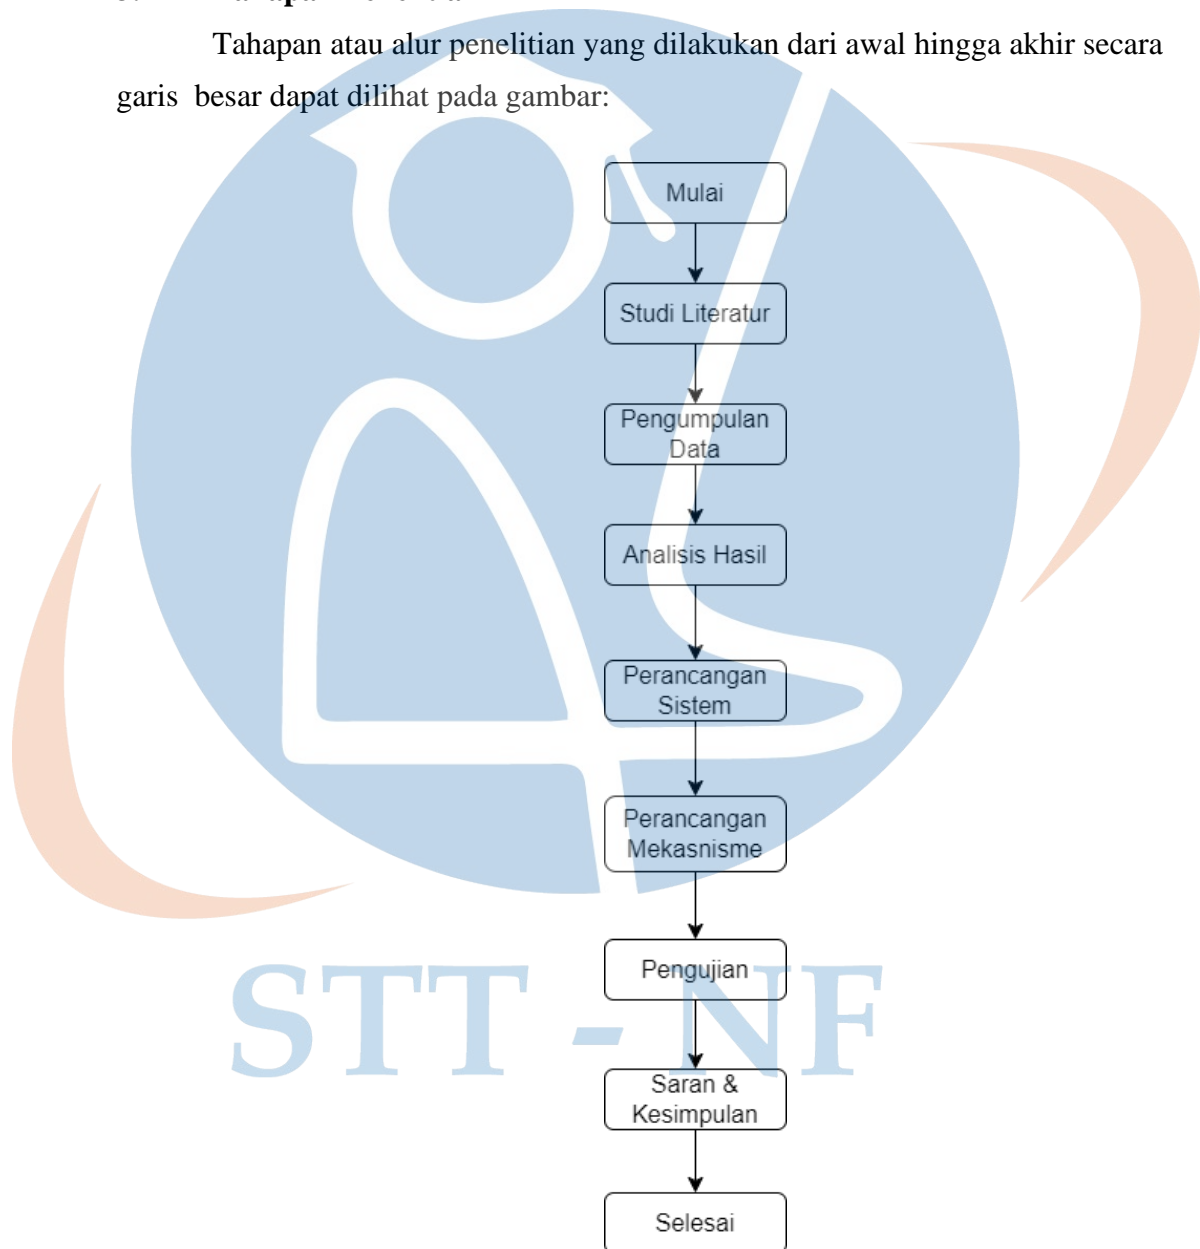 Tahapan atau alur penelitian yang dilakukan dari awal hingga akhir secara
garis  besar dapat dilihat pada gambar:
Mulai
Studi Literatur
Pengumpulan
Data
Analisis Hasil
Perancangan
Sistem
Perancangan
Mekasnisme
Pengujian
STT - NF
Saran &
Kesimpulan
Selesai